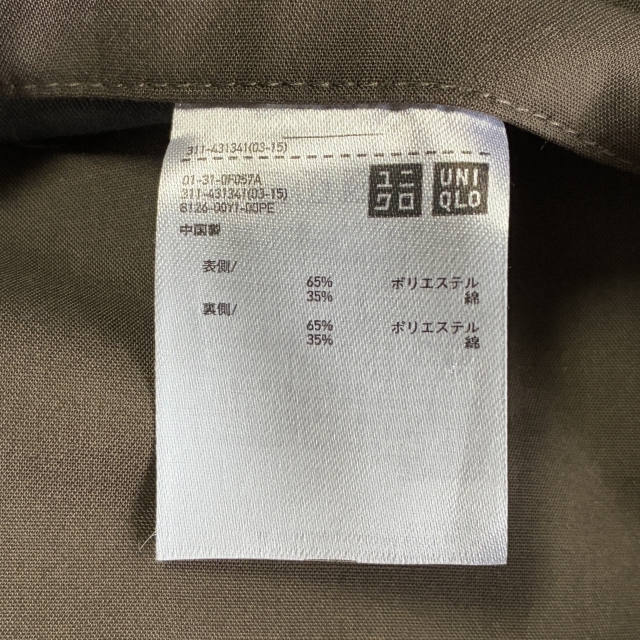 311-431341(03-15)
01-31-0F057A
311-431341(03-15)
8126-00Y1-00PE
ユニ
クロ
UNI
QLO
中国製
表側/
65% ポリエステル
35% 綿
裏側/
65% ポリエステル
35% 綿